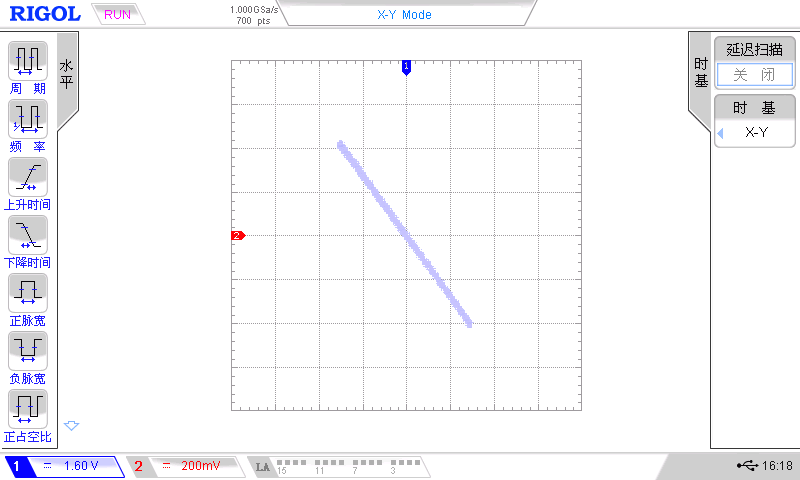 RIGOL
RUN
1.000GSa/s
700 pts
X-Y Mode
水平
周 期
频 率
上升时间
下降时间
正脉宽
负脉宽
正占空比
1
2
时基
延迟扫描
关 闭
时 基
X-Y
1 1.60 V
2 200mV
LA
15 11 7 3
16:18